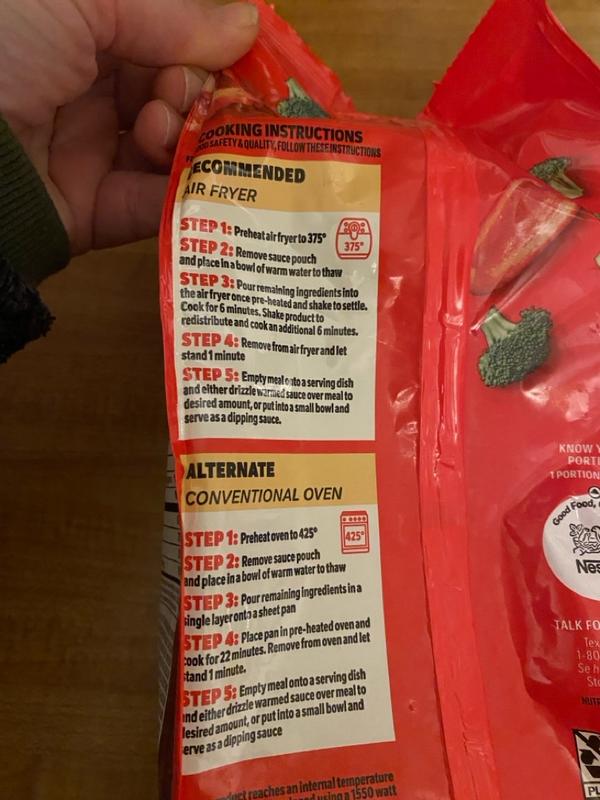 COOKING INSTRUCTIONS
FOOD SAFETY & QUALITY, FOLLOW THESE INSTRUCTIONS
RECOMMENDED
AIR FRYER
STEP 1: Preheat air fryer to 375°
375°
STEP 2: Remove sauce pouch
and place in a bowl of warm water to thaw
STEP 3: Pour remaining ingredients into
the air fryer once pre-heated and shake to settle.
Cook for 6 minutes. Shake product to
redistribute and cook an additional 6 minutes.
STEP 4: Remove from air fryer and let
stand 1 minute
STEP 5: Empty meal onto a serving dish
and either drizzle warmed sauce over meal to
desired amount, or put into a small bowl and
serve as a dipping sauce.
ALTERNATE
CONVENTIONAL OVEN
STEP 1: Preheat oven to 425°
425°
STEP 2: Remove sauce pouch
and place in a bowl of warm water to thaw
STEP 3: Pour remaining ingredients in a
single layer onto a sheet pan
STEP 4: Place pan in pre-heated oven and
cook for 22 minutes. Remove from oven and let
stand 1 minute.
STEP 5: Empty meal onto a serving dish
and either drizzle warmed sauce over meal to
desired amount, or put into a small bowl and
serve as a dipping sauce
product reaches an internal temperature
using a 1550 watt
KNOW
PORTI
1 PORTION
Good Food,
Nes
TALK FO
Tex
1-80
Se h
Sto
NUTR
PL